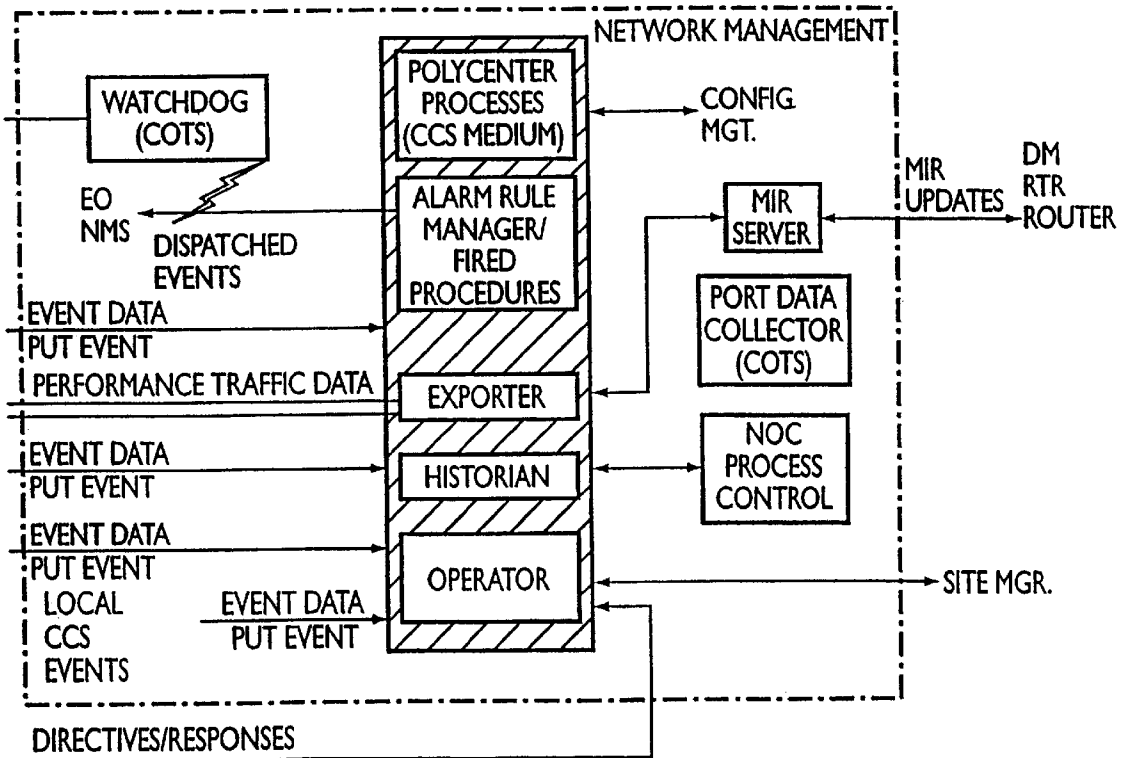 NETWORK MANAGEMENT
WATCHDOG
(COTS)
POLYCENTER
PROCESSES
(CCS MEDIUM)
CONFIG.
MGT.
EO
NMS
DISPATCHED
EVENTS
ALARM RULE
MANAGER/
FIRED
PROCEDURES
MIR
SERVER
MIR
UPDATES
DM
RTR
ROUTER
PORT DATA
COLLECTOR
(COTS)
EVENT DATA
PUT EVENT
PERFORMANCE TRAFFIC DATA
EXPORTER
EVENT DATA
PUT EVENT
HISTORIAN
NOC
PROCESS
CONTROL
EVENT DATA
PUT EVENT
LOCAL
CCS
EVENTS
EVENT DATA
PUT EVENT
OPERATOR
SITE MGR.
DIRECTIVES/RESPONSES